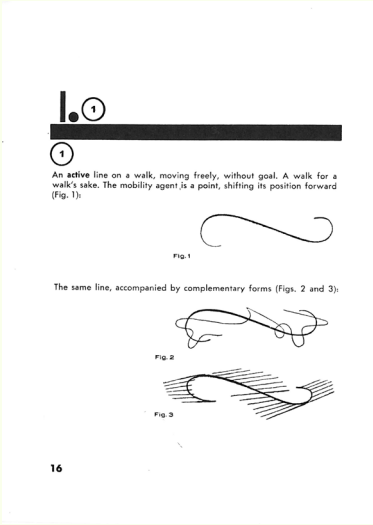 I.①
①
An active line on a walk, moving freely, without goal. A walk for a
walk's sake. The mobility agent is a point, shifting its position forward
(Fig. 1):
Fig. 1
The same line, accompanied by complementary forms (Figs. 2 and 3):
Fig. 2
Fig. 3
16